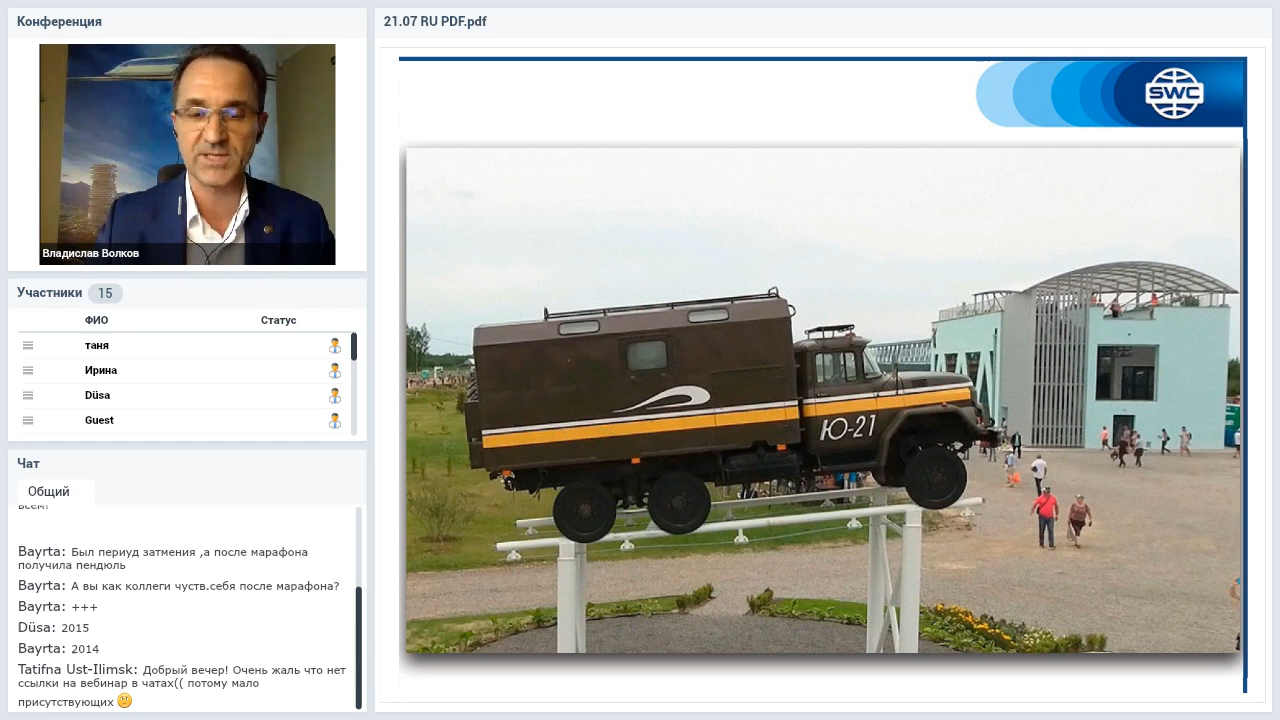 Конференция
Владислав Волков
Участники 15
ФИО Статус
таня
Ирина
Düsa
Guest
Чат
Общий
всем!
Bayrta: Был периуд затмения ,а после марафона
получила пендюль
Bayrta: А вы как коллеги чуств.себя после марафона?
Bayrta: +++
Düsa: 2015
Bayrta: 2014
Tatifna Ust-Ilimsk: Добрый вечер! Очень жаль что нет
ссылки на вебинар в чатах(( потому мало
присутствующих
21.07 RU PDF.pdf
SWC
Ю-21